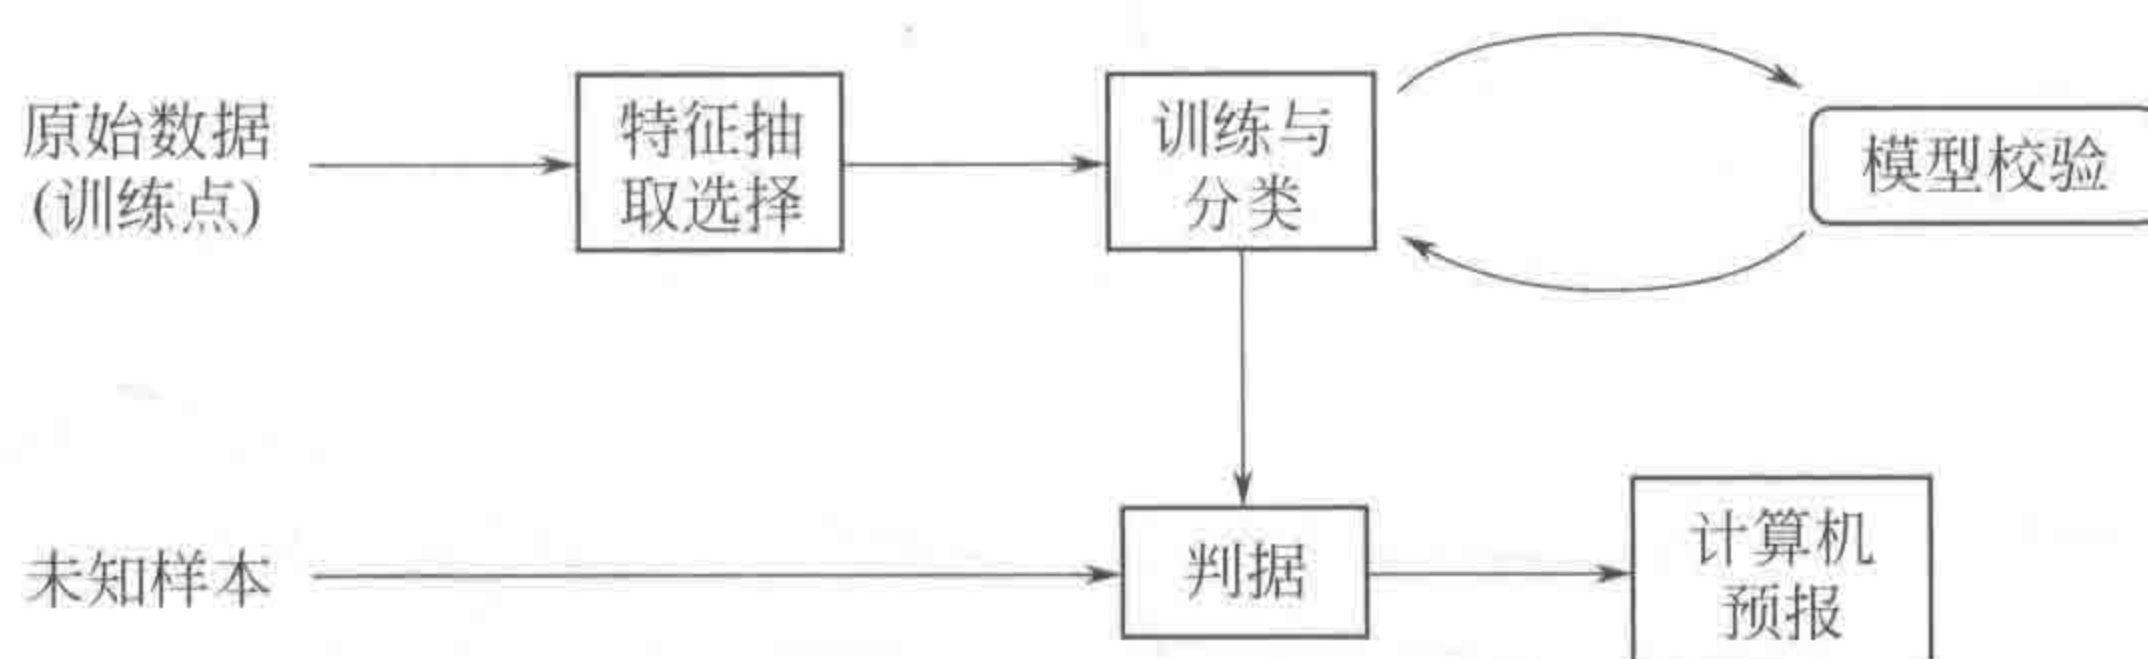 原始数据
(训练点)
特征抽
取选择
训练与
分类
模型校验
未知样本
判据
计算机
预报